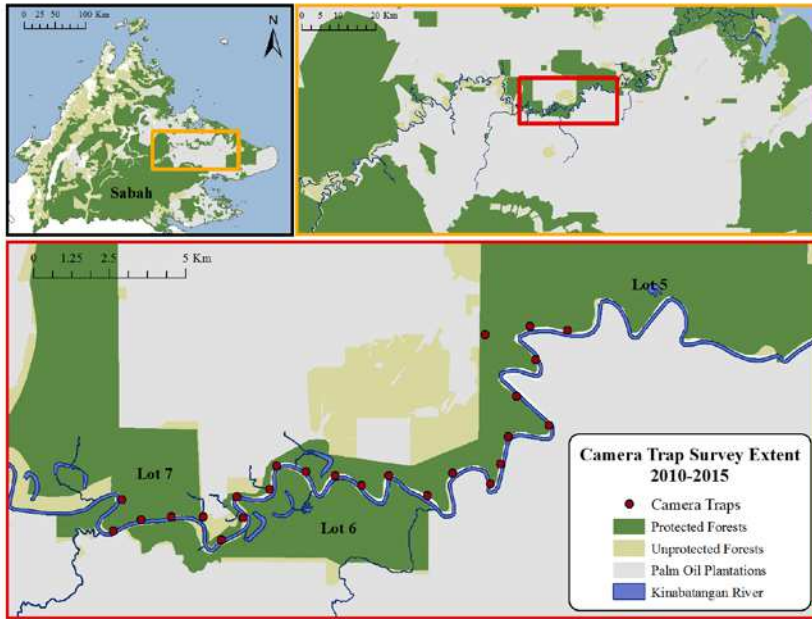 0 25 50 100 Km
N
Sabah
0 5 10 20 Km
0 1.25 2.5 5 Km
Lot 5
Lot 7
Lot 6
Camera Trap Survey Extent
2010-2015
Camera Traps
Protected Forests
Unprotected Forests
Palm Oil Plantations
Kinabatangan River